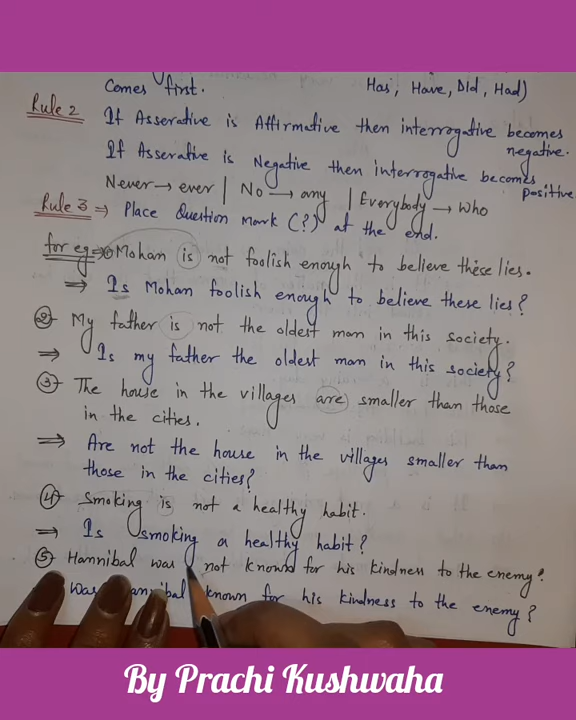 Comes first. Has, Have, Did, Had)
Rule 2 If Asserative is Affirmative then interrogative becomes
negative.
If Asserative is Negative then interrogative becomes
positive
Never → ever | No → any | Everybody → Who
Rule 3 ⇒ Place Question Mark (?) at the end.
for eg ⇒ ① Mohan is not foolish enough to believe these lies.
⇒ Is Mohan foolish enough to believe these lies?
② My father is not the oldest man in this society.
⇒ Is my father the oldest man in this society?
③ The house in the villages are smaller than those
in the cities.
⇒ Are not the house in the villages smaller than
those in the cities?
④ Smoking is not a healthy habit.
⇒ Is smoking a healthy habit?
⑤ Hannibal was not known for his kindness to the enemy?
Was Hannibal known for his kindness to the enemy?
By Prachi Kushwaha